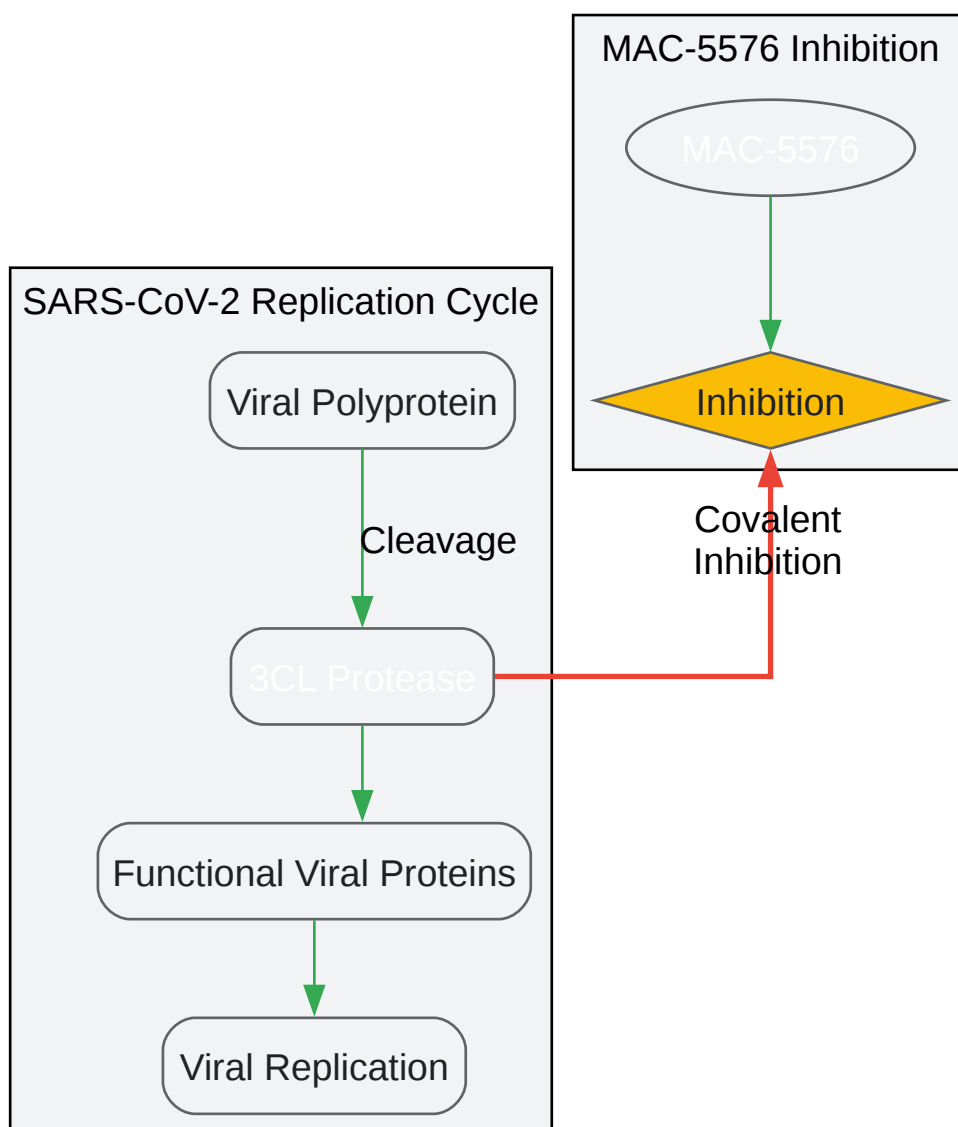 MAC-5576 Inhibition
MAC-5576
SARS-CoV-2 Replication Cycle
Viral Polyprotein
Inhibition
Cleavage
Covalent
Inhibition
3CL Protease
Functional Viral Proteins
Viral Replication